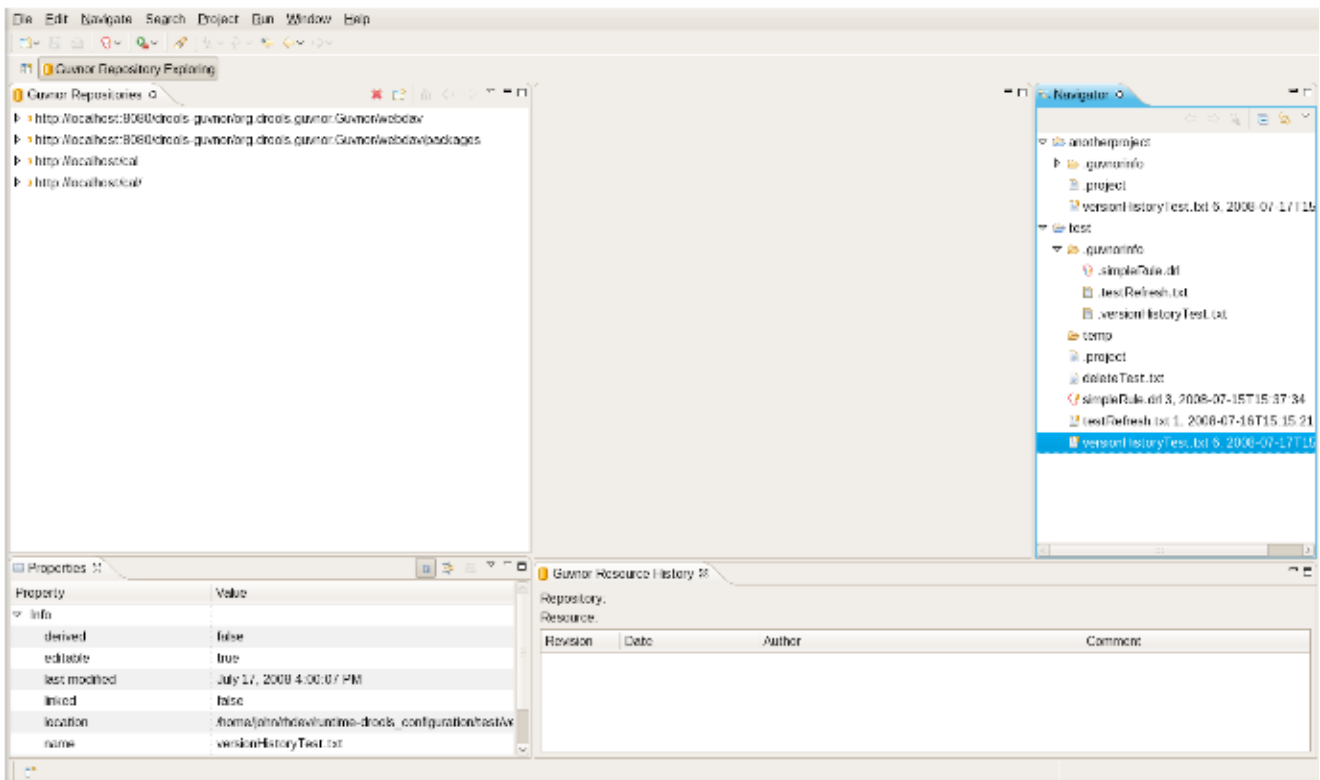 File Edit Navigate Search Project Run Window Help
Guvnor Repository Exploring
Guvnor Repositories
http://localhost:8080/drools-guvnor/org.drools.guvnor.Guvnor/webdav
http://localhost:8080/drools-guvnor/org.drools.guvnor.Guvnor/webdav/packages
http://localhost/cal
http://localhost/cal/
Navigator
anotherproject
.guvnorinfo
.project
versionHistoryTest.txt 6, 2008-07-17T15
test
.guvnorinfo
.simpleRule.drl
.testRefresh.txt
.versionHistoryTest.txt
temp
.project
deleteTest.txt
simpleRule.drl 3, 2008-07-15T15:37:34
testRefresh.txt 1, 2008-07-16T15:15:21
versionHistoryTest.txt 6, 2008-07-17T15
Properties
Property Value
Info
derived false
editable true
last modified July 17, 2008 4:00:07 PM
linked false
location /home/john/rhdev/runtime-drools_configuration/test/ve
name versionHistoryTest.txt
Guvnor Resource History
Repository:
Resource:
Revision Date Author Comment